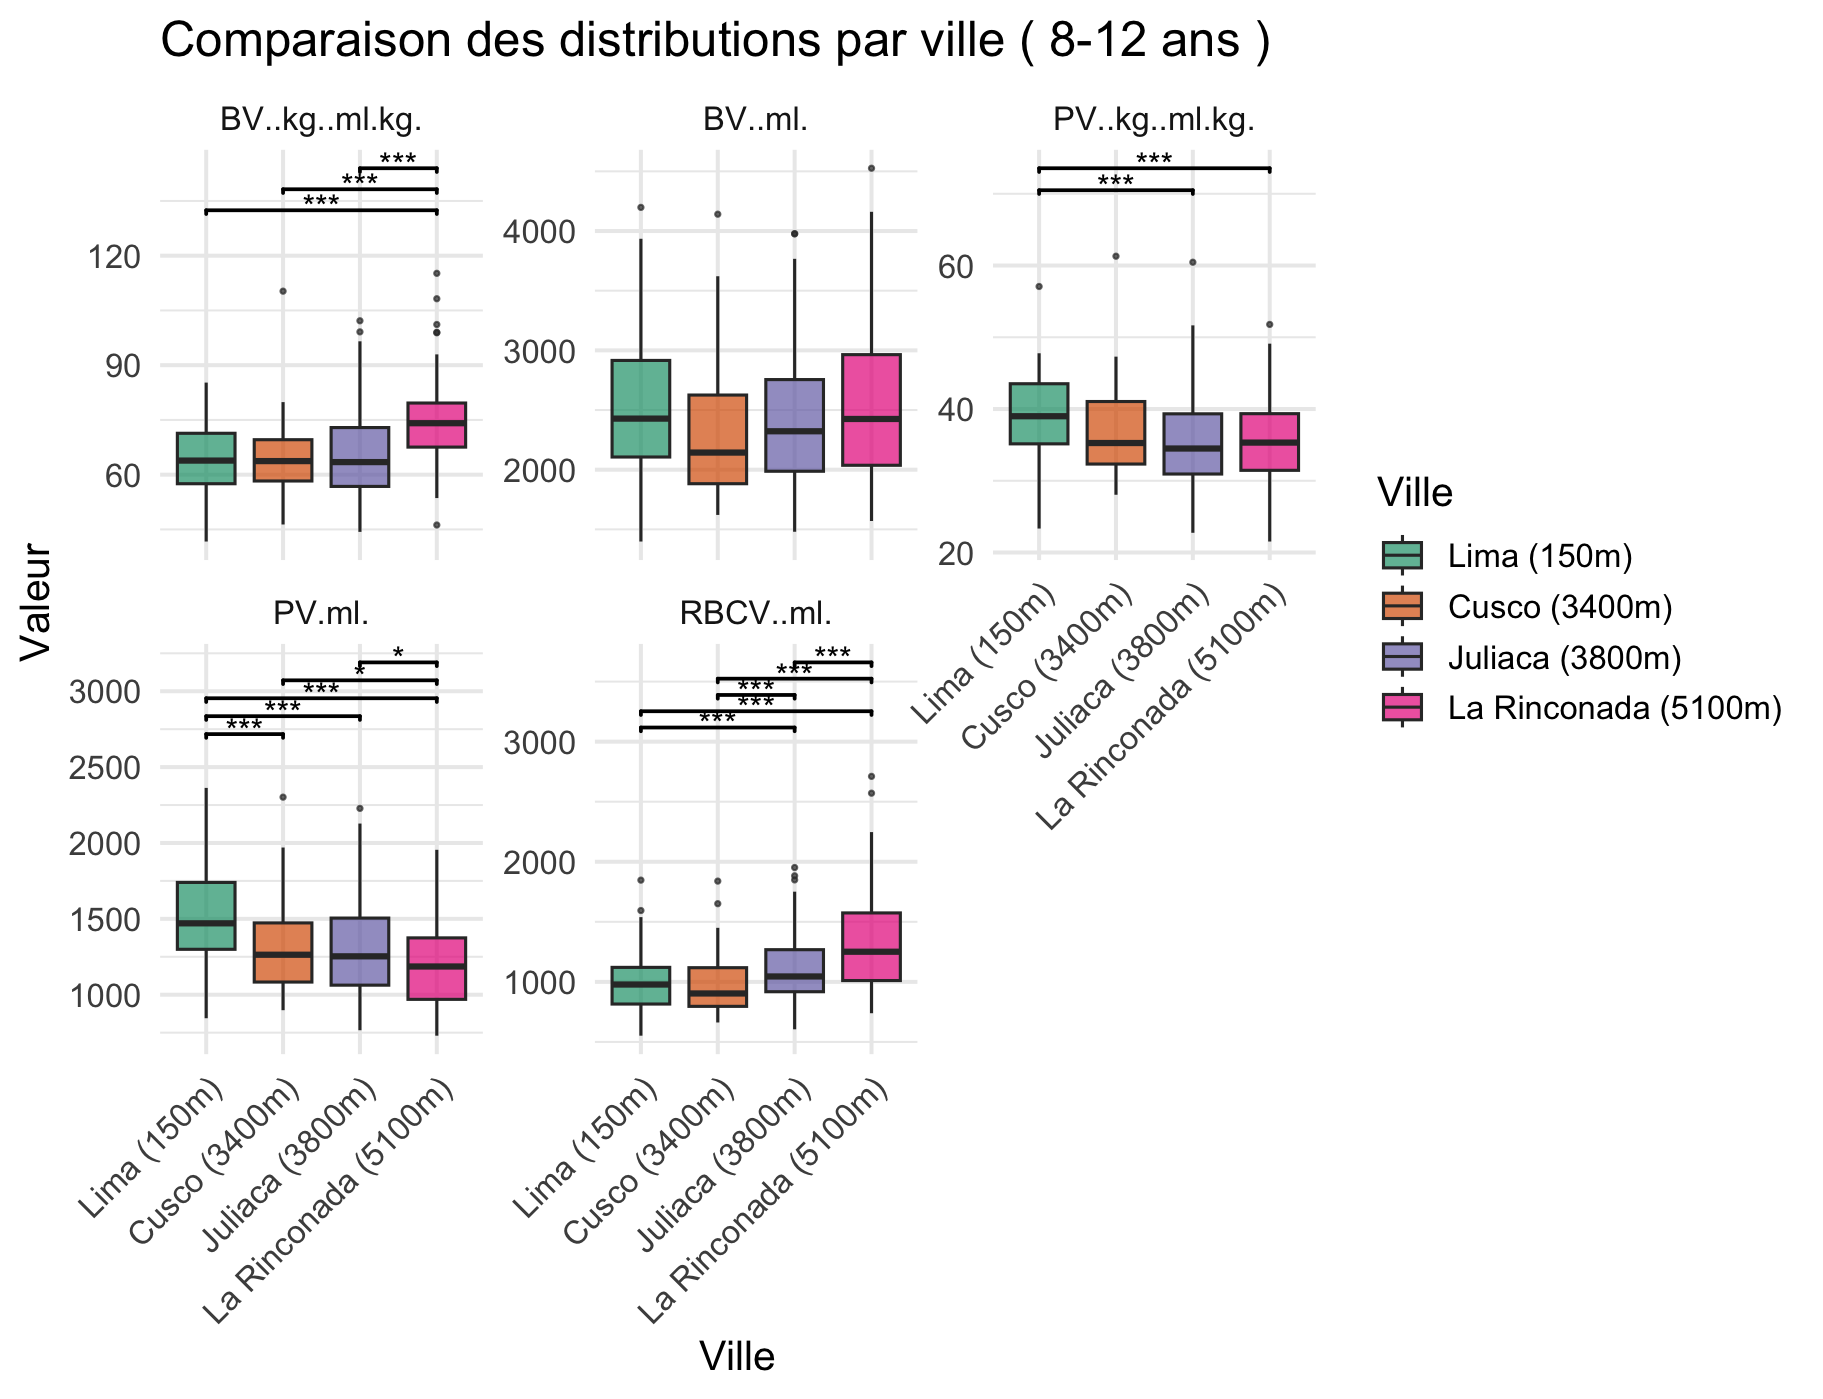 Comparaison des distributions par ville ( 8-12 ans )
BV..kg..ml.kg.
BV..ml.
PV..kg..ml.kg.
***
***
***
120
90
60
4000
3000
2000
***
***
60
40
20
Valeur
PV.ml.
RBCV..ml.
*
*
***
***
***
3000
2500
2000
1500
1000
***
***
***
***
***
3000
2000
1000
Lima (150m)
Cusco (3400m)
Juliaca (3800m)
La Rinconada (5100m)
Lima (150m)
Cusco (3400m)
Juliaca (3800m)
La Rinconada (5100m)
Lima (150m)
Cusco (3400m)
Juliaca (3800m)
La Rinconada (5100m)
Ville
Ville
Lima (150m)
Cusco (3400m)
Juliaca (3800m)
La Rinconada (5100m)